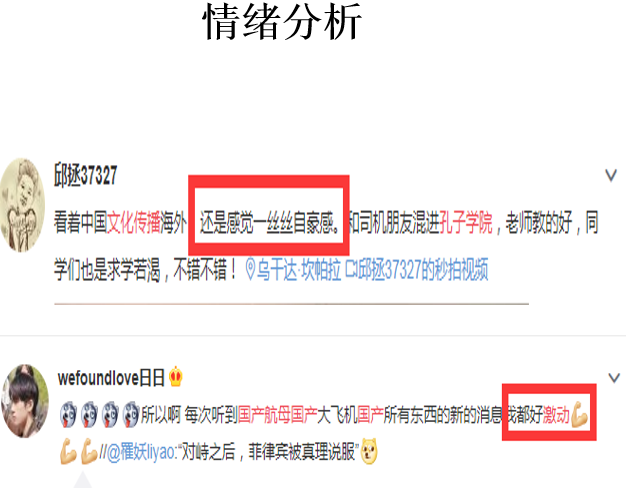 情绪分析
邱拯37327
看着中国文化传播海外 还是感觉一丝丝自豪感。和司机朋友混进孔子学院，老师教的好，同
学们也是求学若渴，不错不错！ 乌干达·坎帕拉 邱拯37327的秒拍视频
wefoundlove日日
所以啊 每次听到国产航母国产大飞机国产所有东西的新的消息 我都好激动
//@羅妖liyao:“对峙之后，菲律宾被真理说服”